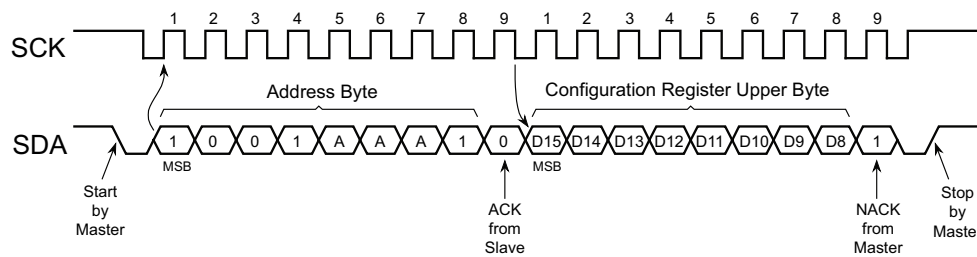 1 2 3 4 5 6 7 8 9 1 2 3 4 5 6 7 8 9
SCK
Address Byte Configuration Register Upper Byte
SDA 1 0 0 1 A A A 1 0 D15 D14 D13 D12 D11 D10 D9 D8 1
MSB MSB
Start
by
Master
ACK
from
Slave
NACK
from
Master
Stop
by
Maste